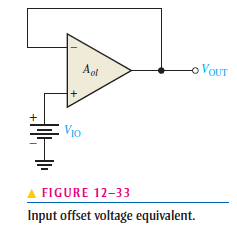 −
A_ol
V_OUT
+
+
V_IO
−
▲ FIGURE 12–33
Input offset voltage equivalent.